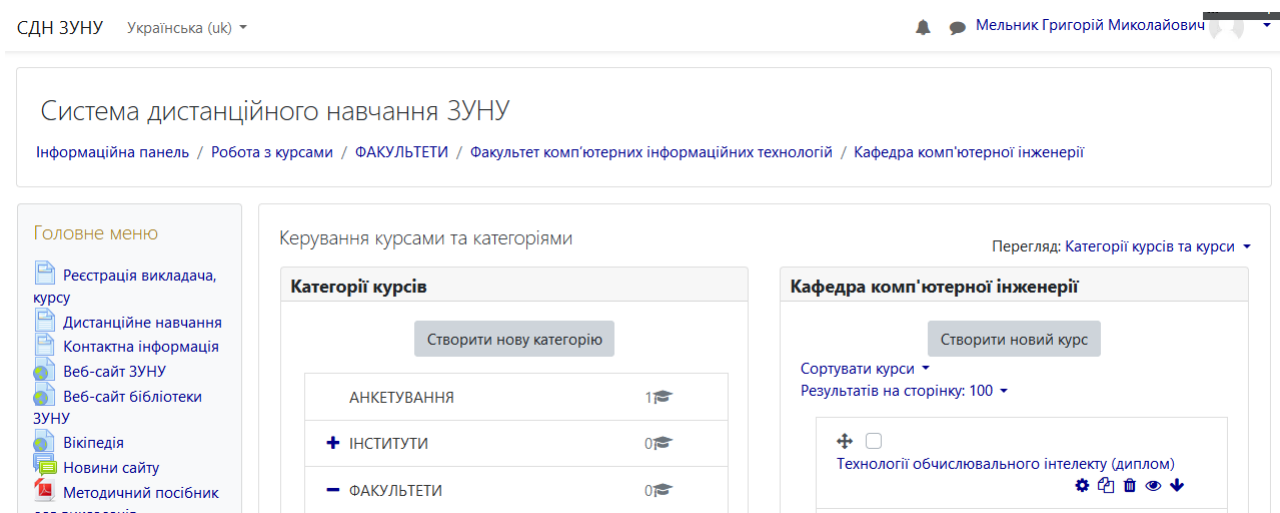 СДН ЗУНУ Українська (uk) Мельник Григорій Миколайович
Система дистанційного навчання ЗУНУ
Інформаційна панель / Робота з курсами / ФАКУЛЬТЕТИ / Факультет комп'ютерних інформаційних технологій / Кафедра комп'ютерної інженерії
Головне меню
Реєстрація викладача,
курсу
Дистанційне навчання
Контактна інформація
Веб-сайт ЗУНУ
Веб-сайт бібліотеки
ЗУНУ
Вікіпедія
Новини сайту
Методичний посібник
Керування курсами та категоріями
Перегляд: Категорії курсів та курси
Категорії курсів
Створити нову категорію
АНКЕТУВАННЯ 1
ІНСТИТУТИ 0
ФАКУЛЬТЕТИ 0
Кафедра комп'ютерної інженерії
Створити новий курс
Сортувати курси
Результатів на сторінку: 100
Технології обчислювального інтелекту (диплом)